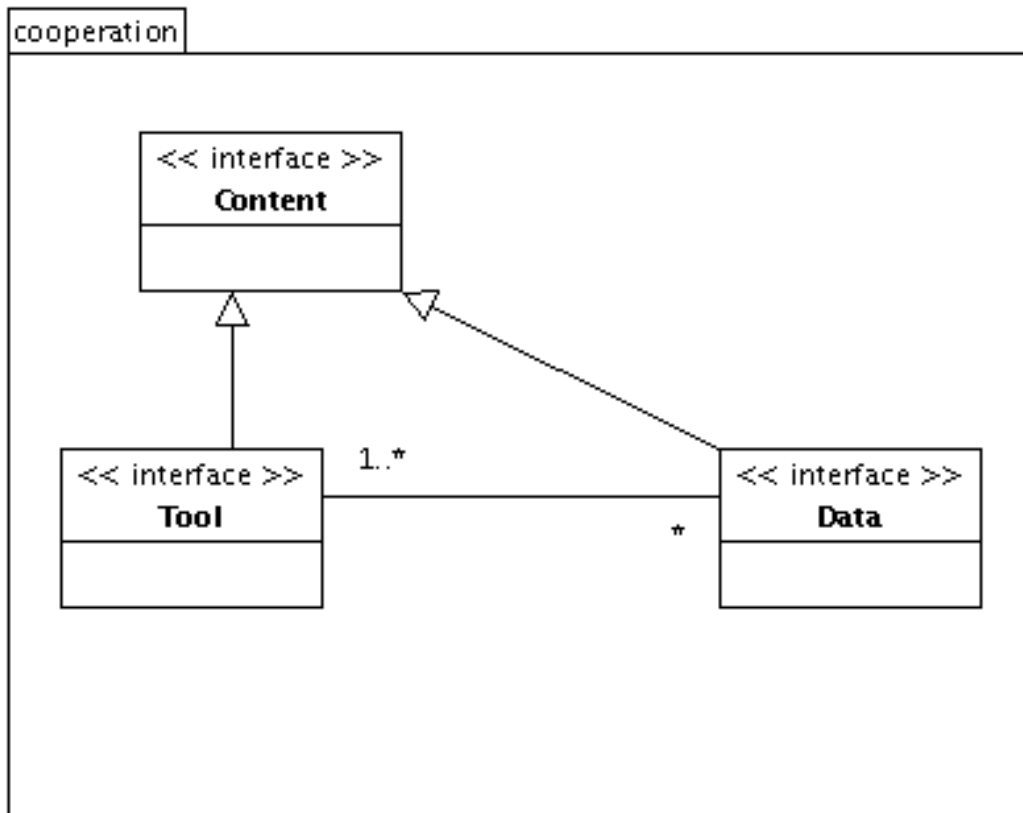 cooperation
<< interface >>
Content
1..*
<< interface >>
Tool
<< interface >>
Data
*